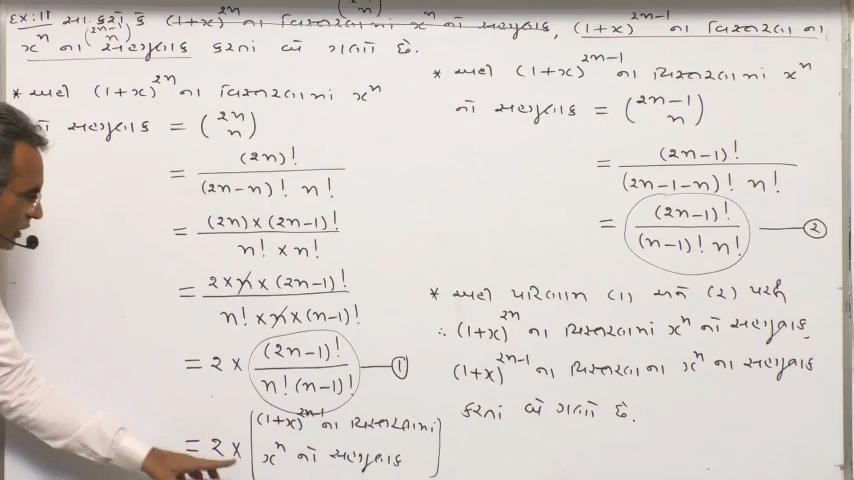 Ex:11 સા. કરો કે (1+x)^2n ના વિસ્તરણમાં x^n નો સહગુણક, (1+x)^2n-1 ના વિસ્તરણના ના
(2n n)
x^n ના સહગુણક કરતાં બે ગણો છે.
(2n-1 n)
* અહીં (1+x)^2n ના વિસ્તરણમાં x^n
નો સહગુણક = (2n n)
= (2n)! / (2n-n)! n!
= (2n)×(2n-1)! / n! × n!
= 2×n×(2n-1)! / n! × n×(n-1)!
= 2 × (2n-1)! / n!(n-1)! —①
= 2 × [(1+x)^2n-1 ના વિસ્તરણમાં
x^n નો સહગુણક]
* અહીં (1+x)^2n-1 ના વિસ્તરણમાં x^n
નો સહગુણક = (2n-1 n)
= (2n-1)! / (2n-1-n)! n!
= (2n-1)! / (n-1)! n! —②
* અહીં પરિણામ (1) અને (2) પરથી
∴ (1+x)^2n ના વિસ્તરણમાં x^n નો સહગુણક,
(1+x)^2n-1 ના વિસ્તરણના ના x^n ના સહગુણક
કરતાં બે ગણો છે.